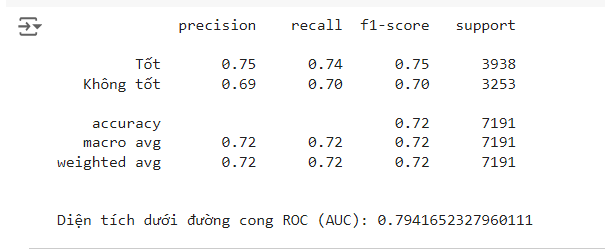 precision recall f1-score support
Tốt 0.75 0.74 0.75 3938
Không tốt 0.69 0.70 0.70 3253
accuracy 0.72 7191
macro avg 0.72 0.72 0.72 7191
weighted avg 0.72 0.72 0.72 7191
Diện tích dưới đường cong ROC (AUC): 0.7941652327960111